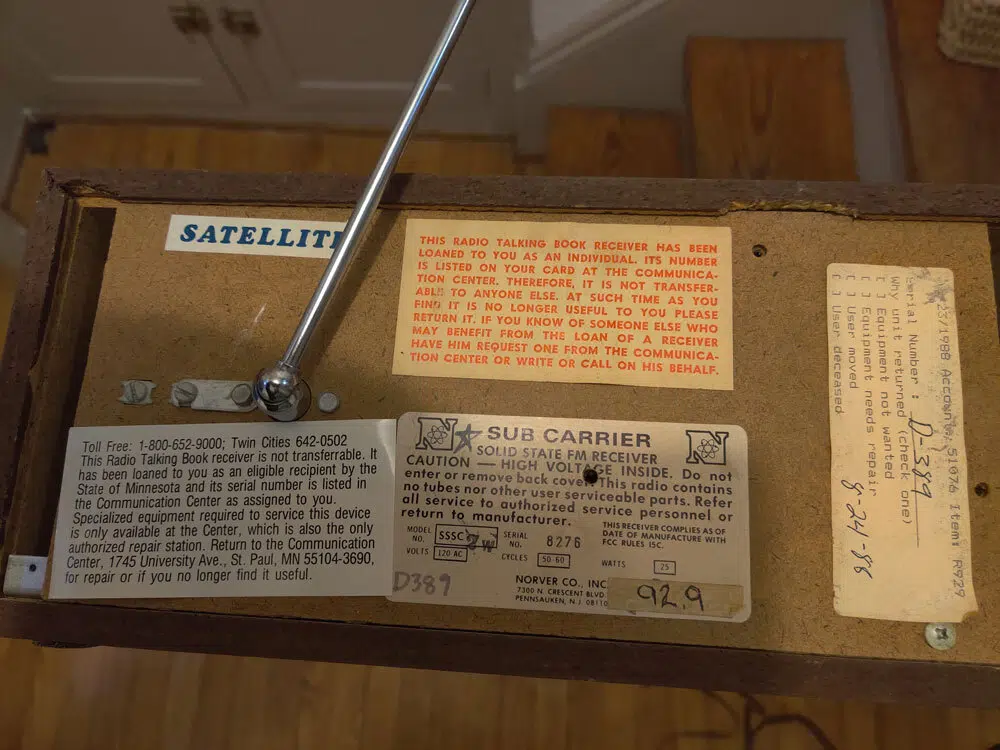 SATELLITE
THIS RADIO TALKING BOOK RECEIVER HAS BEEN
LOANED TO YOU AS AN INDIVIDUAL. ITS NUMBER
IS LISTED ON YOUR CARD AT THE COMMUNICA-
TION CENTER. THEREFORE, IT IS NOT TRANSFER-
ABLE TO ANYONE ELSE. AT SUCH TIME AS YOU
FIND IT IS NO LONGER USEFUL TO YOU PLEASE
RETURN IT. IF YOU KNOW OF SOMEONE ELSE WHO
MAY BENEFIT FROM THE LOAN OF A RECEIVER
HAVE HIM REQUEST ONE FROM THE COMMUNICA-
TION CENTER OR WRITE OR CALL ON HIS BEHALF.
Toll Free: 1-800-652-9000; Twin Cities 642-0502
This Radio Talking Book receiver is not transferable. It
has been loaned to you as an eligible recipient by the
State of Minnesota and its serial number is listed in
the Communication Center as assigned to you.
Specialized equipment required to service this device
is only available at the Center, which is also the only
authorized repair station. Return to the Communication
Center, 1745 University Ave., St. Paul, MN 55104-3690,
for repair or if you no longer find it useful.
N SUB CARRIER N
SOLID STATE FM RECEIVER
CAUTION — HIGH VOLTAGE INSIDE. Do not
enter or remove back cover. This radio contains
no tubes nor other user serviceable parts. Refer
all service to authorized service personnel or
return to manufacturer.
MODEL NO. SSSC 7W SERIAL NO. 8276
VOLTS 120 AC CYCLES 50-60 WATTS 25
THIS RECEIVER COMPLIES AS OF
DATE OF MANUFACTURE WITH
FCC RULES 15C.
NORVER CO., INC
7300 N. CRESCENT BLVD
PENNSAUKEN, N.J. 08110
D389
92.9
23/1988 Account: 51076 Item: R929
Serial Number: D-389
Why unit returned (check one)
[ ] Equipment not wanted
[ ] Equipment needs repair
[ ] User moved
[ ] User deceased
8-24-88